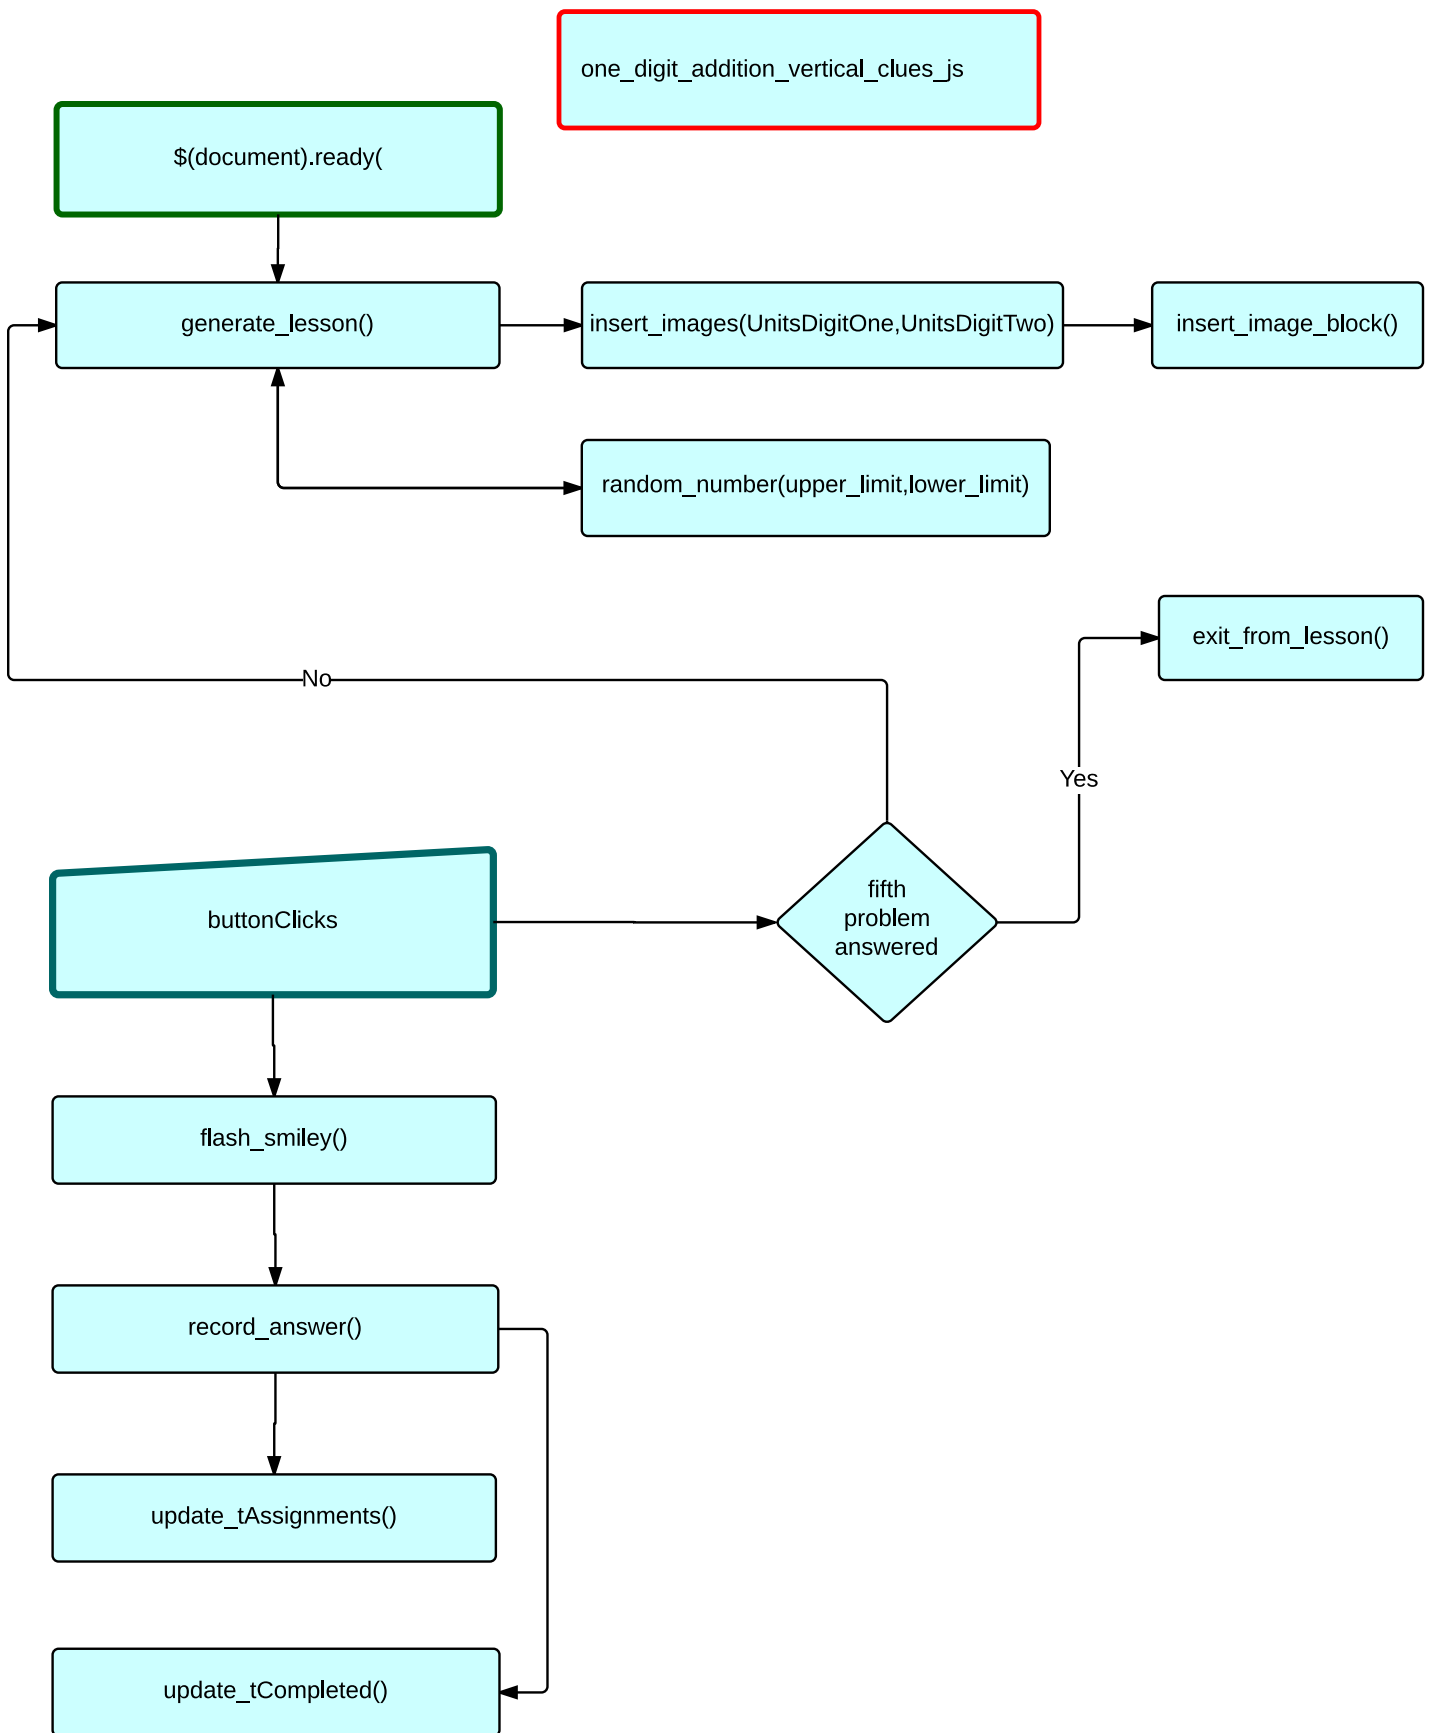 one_digit_addition_vertical_clues_js
$(document).ready(
generate_lesson()
insert_images(UnitsDigitOne,UnitsDigitTwo)
insert_image_block()
random_number(upper_limit,lower_limit)
exit_from_lesson()
No
Yes
buttonClicks
fifth
problem
answered
flash_smiley()
record_answer()
update_tAssignments()
update_tCompleted()